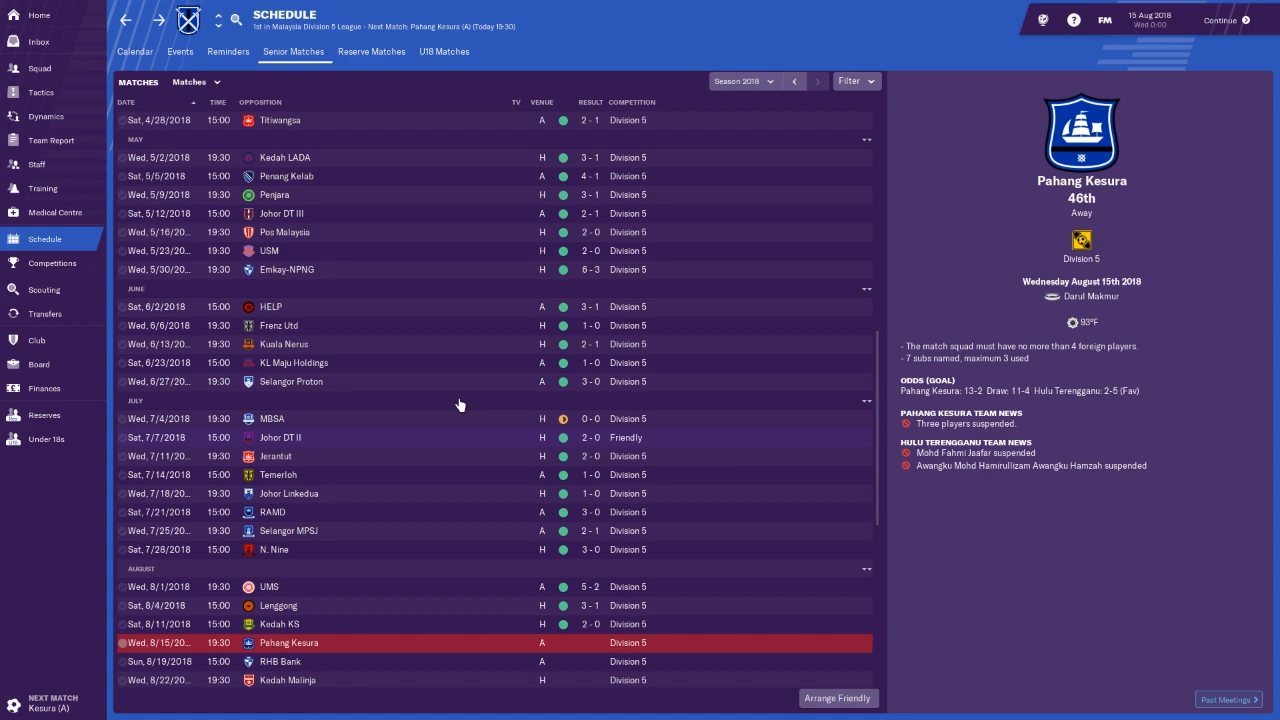 Home
Inbox
Squad
Tactics
Dynamics
Team Report
Staff
Training
Medical Centre
Schedule
Competitions
Scouting
Transfers
Club
Board
Finances
Reserves
Under 18s
NEXT MATCH
Kesura (A)
SCHEDULE
1st in Malaysia Division 5 League - Next Match: Pahang Kesura (A) (Today 19:30)
FM
15 Aug 2018
Wed 0:00
Continue
Calendar Events Reminders Senior Matches Reserve Matches U18 Matches
MATCHES Matches Season 2018 Filter
DATE TIME OPPOSITION TV VENUE RESULT COMPETITION
Sat, 4/28/2018 15:00 Titiwangsa A 2 - 1 Division 5
MAY
Wed, 5/2/2018 19:30 Kedah LADA H 3 - 1 Division 5
Sat, 5/5/2018 15:00 Penang Kelab A 4 - 1 Division 5
Wed, 5/9/2018 19:30 Penjara H 3 - 1 Division 5
Sat, 5/12/2018 15:00 Johor DT III A 2 - 1 Division 5
Wed, 5/16/20... 19:30 Pos Malaysia H 2 - 0 Division 5
Wed, 5/23/20... 19:30 USM H 2 - 0 Division 5
Wed, 5/30/20... 19:30 Emkay-NPNG H 6 - 3 Division 5
JUNE
Sat, 6/2/2018 15:00 HELP A 3 - 1 Division 5
Wed, 6/6/2018 19:30 Frenz Utd H 1 - 0 Division 5
Wed, 6/13/20... 19:30 Kuala Nerus H 2 - 1 Division 5
Sat, 6/23/2018 15:00 KL Maju Holdings A 1 - 0 Division 5
Wed, 6/27/20... 19:30 Selangor Proton A 3 - 0 Division 5
JULY
Wed, 7/4/2018 19:30 MBSA H 0 - 0 Division 5
Sat, 7/7/2018 15:00 Johor DT II H 2 - 0 Friendly
Wed, 7/11/20... 19:30 Jerantut H 2 - 0 Division 5
Sat, 7/14/2018 15:00 Temerloh A 1 - 0 Division 5
Wed, 7/18/20... 19:30 Johor Linkedua H 1 - 0 Division 5
Sat, 7/21/2018 15:00 RAMD A 3 - 0 Division 5
Wed, 7/25/20... 19:30 Selangor MPSJ A 2 - 1 Division 5
Sat, 7/28/2018 15:00 N. Nine H 3 - 0 Division 5
AUGUST
Wed, 8/1/2018 19:30 UMS A 5 - 2 Division 5
Sat, 8/4/2018 15:00 Lenggong H 3 - 1 Division 5
Sat, 8/11/2018 15:00 Kedah KS H 2 - 0 Division 5
Wed, 8/15/20... 19:30 Pahang Kesura A Division 5
Sun, 8/19/2018 15:00 RHB Bank A Division 5
Wed, 8/22/20... 19:30 Kedah Malinja H Division 5
Arrange Friendly
Pahang Kesura
46th
Away
Division 5
Wednesday August 15th 2018
Darul Makmur
93°F
- The match squad must have no more than 4 foreign players.
- 7 subs named, maximum 3 used
ODDS (GOAL)
Pahang Kesura: 13-2 Draw: 11-4 Hulu Terengganu: 2-5 (Fav)
PAHANG KESURA TEAM NEWS
Three players suspended.
HULU TERENGGANU TEAM NEWS
Mohd Fahmi Jaafar suspended
Awangku Mohd Hamirullizam Awangku Hamzah suspended
Past Meetings